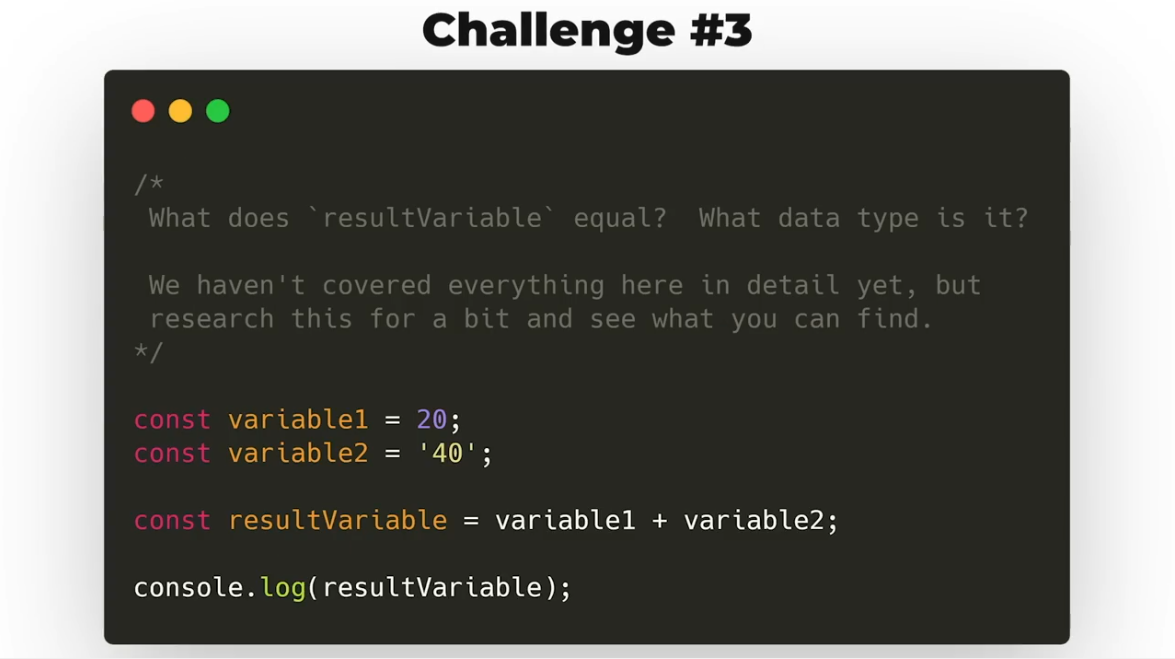 Challenge #3
/*
What does `resultVariable` equal?  What data type is it?
We haven't covered everything here in detail yet, but
research this for a bit and see what you can find.
*/
const variable1 = 20;
const variable2 = '40';
const resultVariable = variable1 + variable2;
console.log(resultVariable);